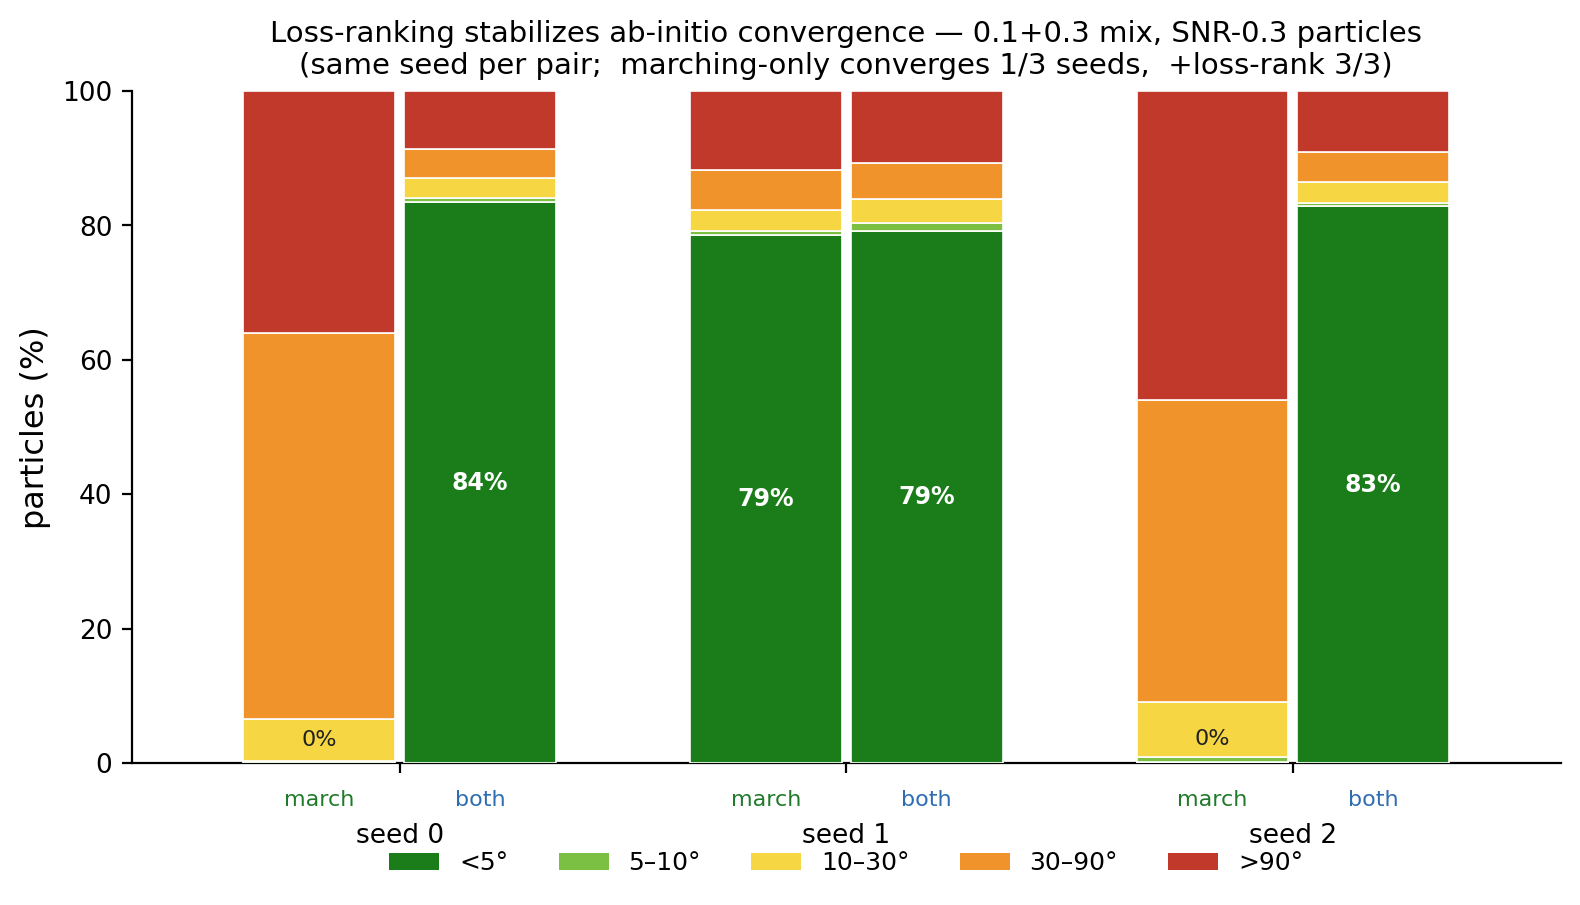 Loss-ranking stabilizes ab-initio convergence — 0.1+0.3 mix, SNR-0.3 particles
(same seed per pair;  marching-only converges 1/3 seeds,  +loss-rank 3/3)
particles (%)
100
80
60
40
20
0
0%
84%
79%
79%
0%
83%
march
both
march
both
march
both
seed 0
seed 1
seed 2
<5°
5–10°
10–30°
30–90°
>90°